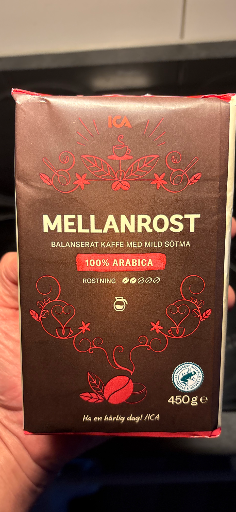 ICA
MELLANROST
BALANSERAT KAFFE MED MILD SÖTMA
100% ARABICA
ROSTNING
450g e
Ha en härlig dag! /ICA